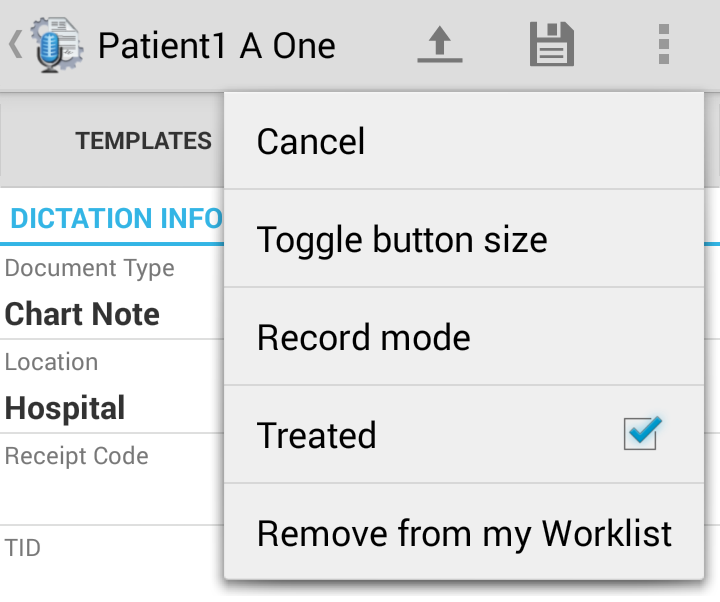 Patient1 A One
TEMPLATES
Cancel
Toggle button size
Record mode
Treated
Remove from my Worklist
DICTATION INFO
Document Type
Chart Note
Location
Hospital
Receipt Code
TID